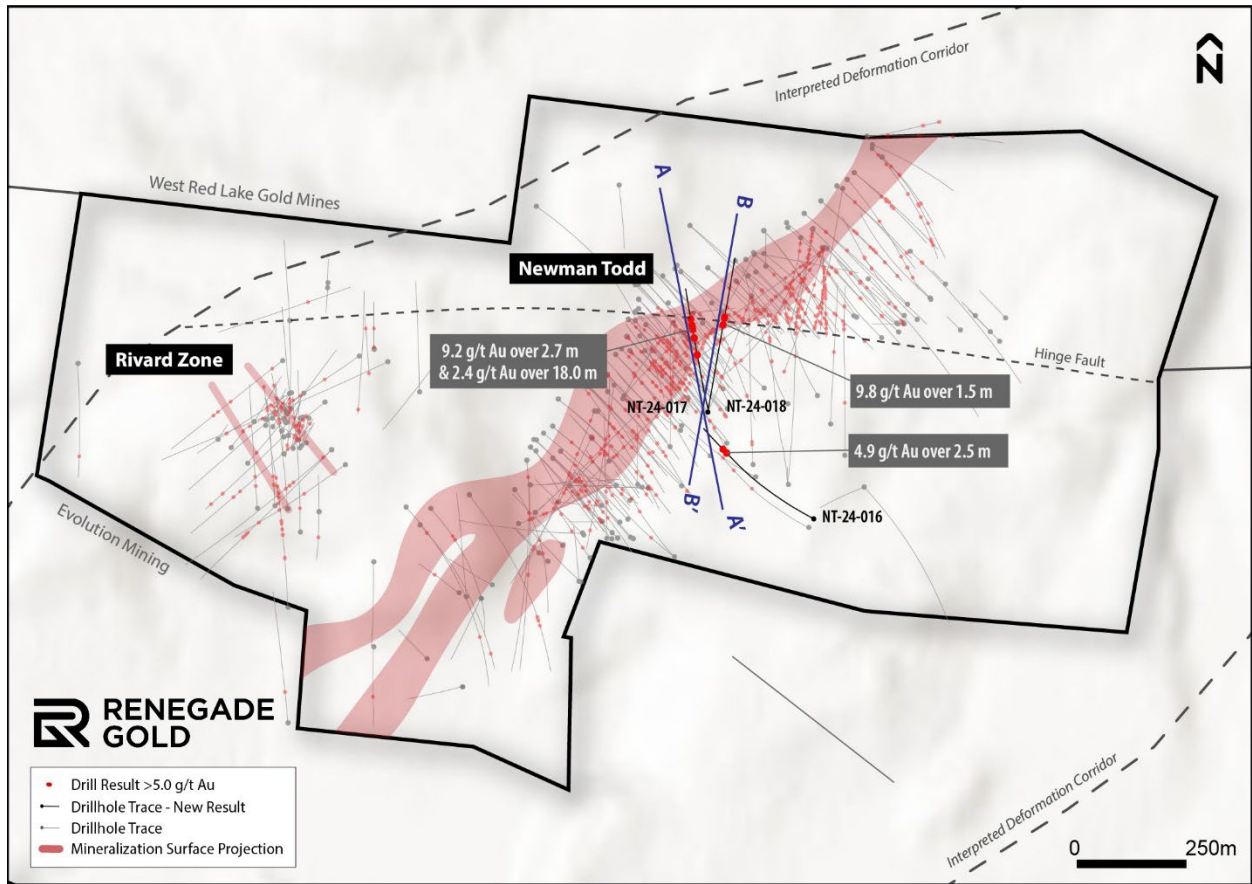 Interpreted Deformation Corridor
N
West Red Lake Gold Mines
A
B
Newman Todd
Rivard Zone
9.2 g/t Au over 2.7 m
& 2.4 g/t Au over 18.0 m
Hinge Fault
9.8 g/t Au over 1.5 m
NT-24-017
NT-24-018
4.9 g/t Au over 2.5 m
B'
A'
NT-24-016
Evolution Mining
RENEGADE
GOLD
Drill Result >5.0 g/t Au
Drillhole Trace - New Result
Drillhole Trace
Mineralization Surface Projection
Interpreted Deformation Corridor
0 250m